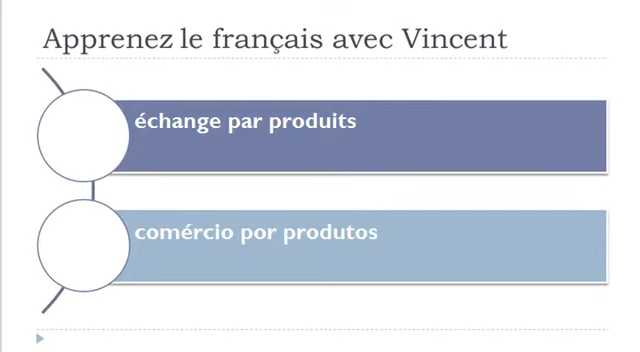 Apprenez le français avec Vincent
échange par produits
comércio por produtos